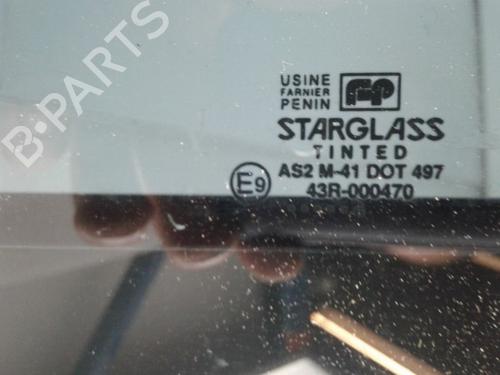 B-PARTS
USINE
FARNIER
PENIN
FP
STARGLASS
TINTED
AS2 M-41 DOT 497
E9 43R-000470